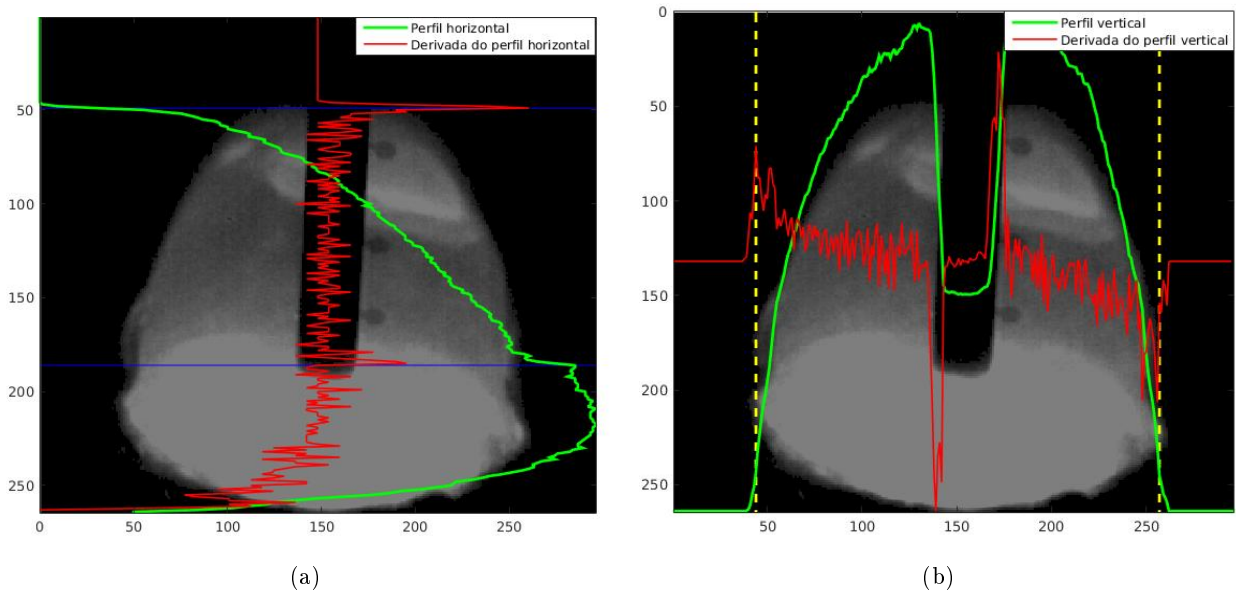 Perfil horizontal
Derivada do perfil horizontal
50
100
150
200
250
0 50 100 150 200 250
(a)
Perfil vertical
Derivada do perfil vertical
0
50
100
150
200
250
50 100 150 200 250
(b)